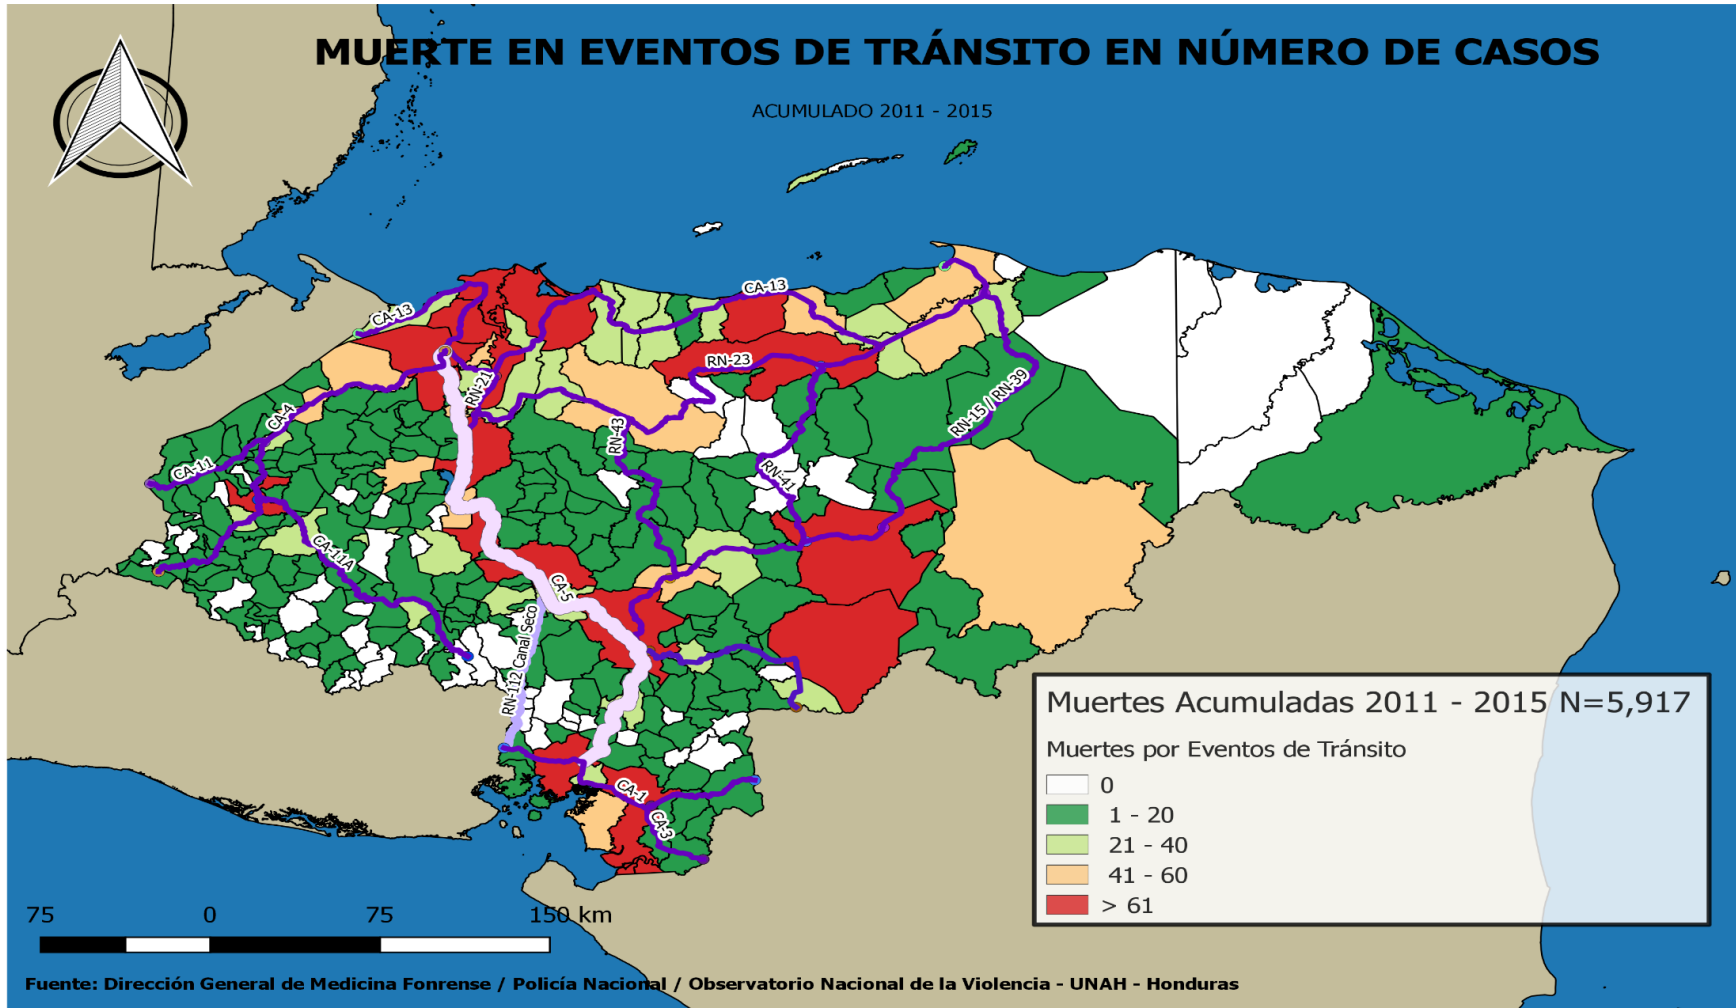 MUERTE EN EVENTOS DE TRÁNSITO EN NÚMERO DE CASOS
ACUMULADO 2011 - 2015
CA-13
CA-13
RN-23
RN-21
CA-4
RN-15 / RN-39
RN-43
CA-11
RN-41
CA-11A
CA-5
RN-112 Canal Seco
CA-1
CA-3
Muertes Acumuladas 2011 - 2015 N=5,917
Muertes por Eventos de Tránsito
0
1 - 20
21 - 40
41 - 60
> 61
75 0 75 150 km
Fuente: Dirección General de Medicina Fonrense / Policía Nacional / Observatorio Nacional de la Violencia - UNAH - Honduras